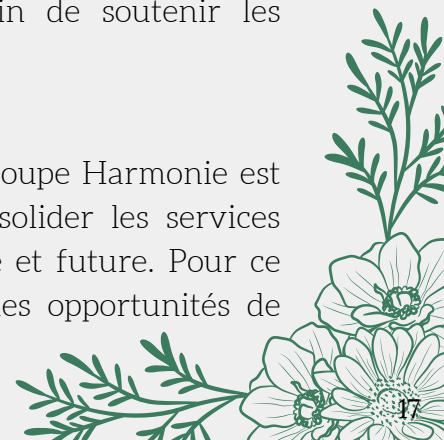 in de soutenir les
oupe Harmonie est
solider les services
et future. Pour ce
es opportunités de
17